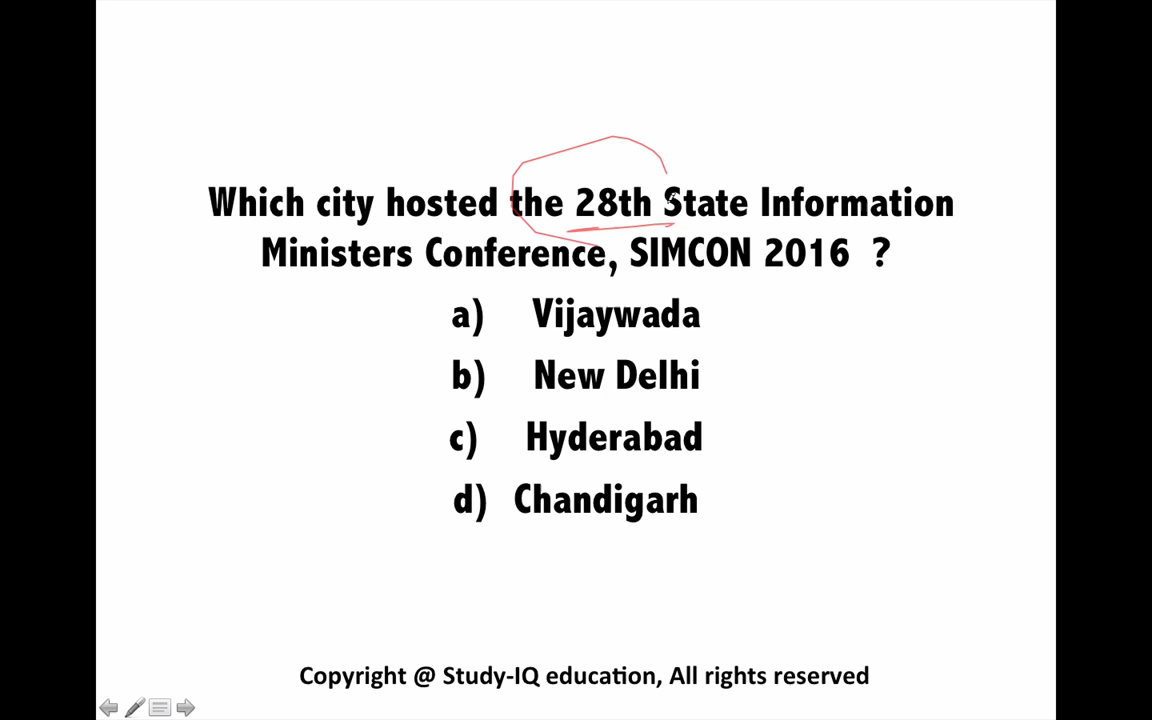 Which city hosted the 28th State Information
Ministers Conference, SIMCON 2016 ?
a) Vijaywada
b) New Delhi
c) Hyderabad
d) Chandigarh
Copyright @ Study-IQ education, All rights reserved